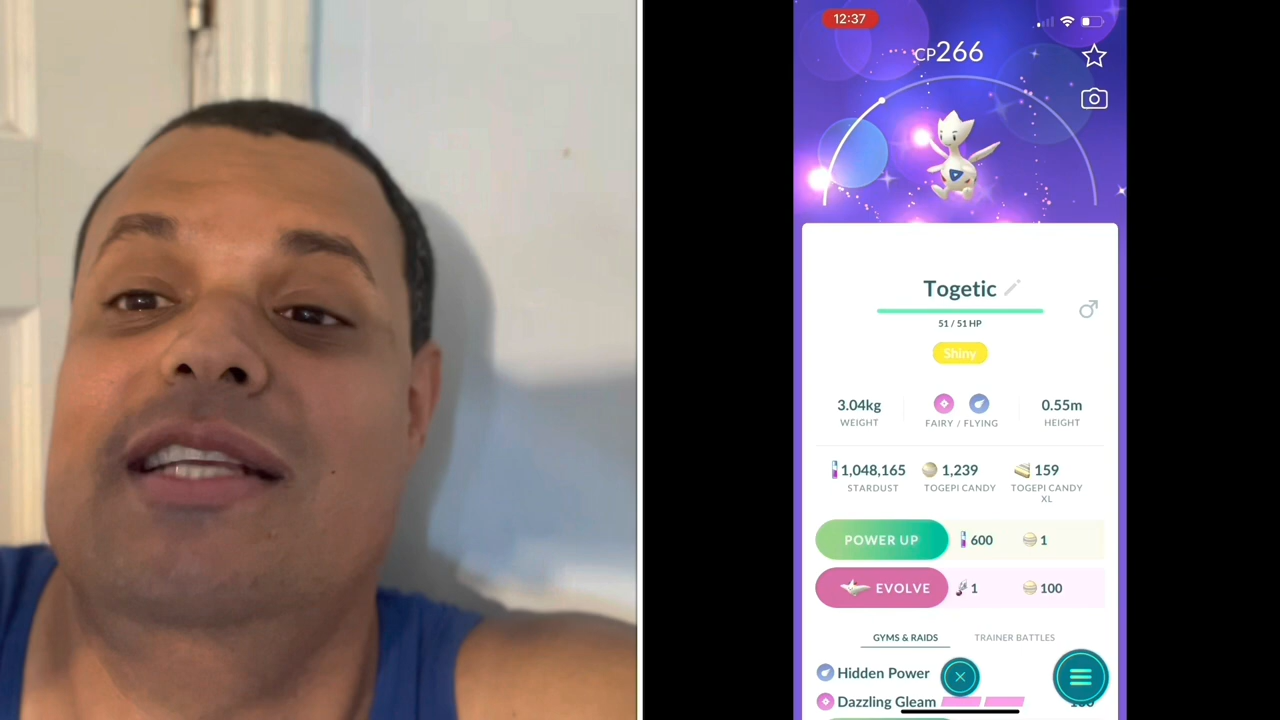 12:37
CP266
Togetic
51 / 51 HP
Shiny
3.04kg
WEIGHT
FAIRY / FLYING
0.55m
HEIGHT
1,048,165
STARDUST
1,239
TOGEPI CANDY
159
TOGEPI CANDY
XL
POWER UP 600 1
EVOLVE 1 100
GYMS & RAIDS TRAINER BATTLES
Hidden Power
Dazzling Gleam